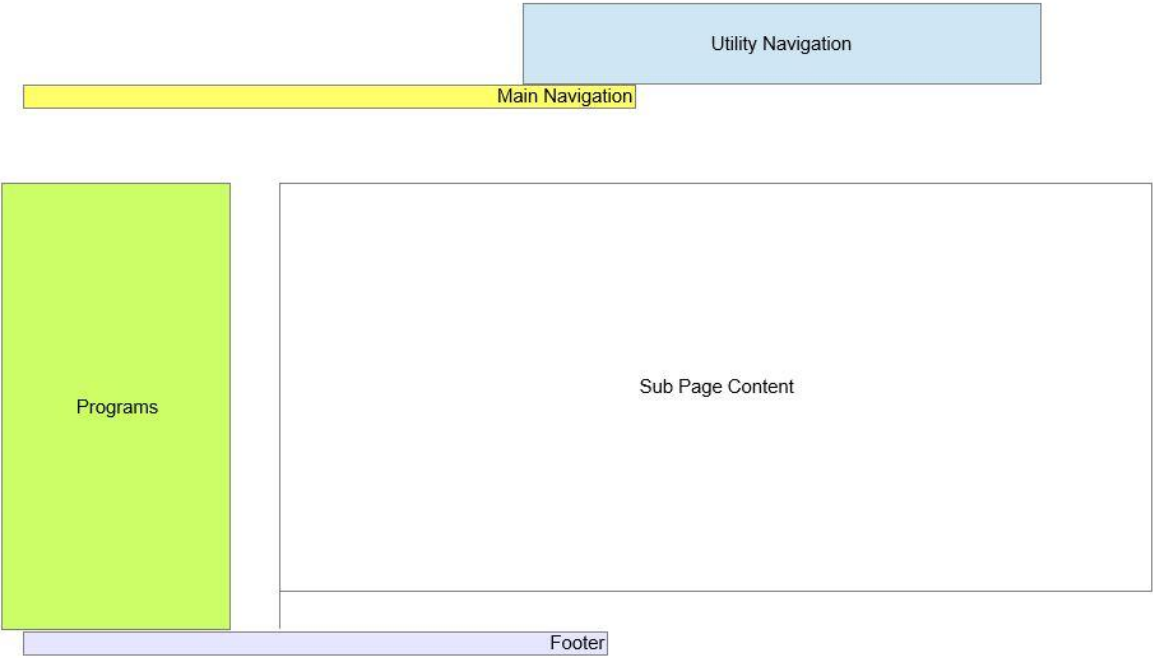 Utility Navigation
Main Navigation
Programs
Sub Page Content
Footer